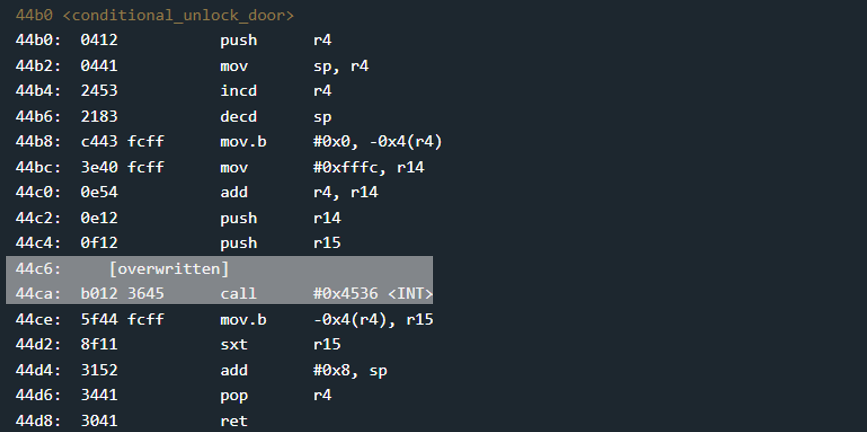 44b0 <conditional_unlock_door>
44b0: 0412 push r4
44b2: 0441 mov sp, r4
44b4: 2453 incd r4
44b6: 2183 decd sp
44b8: c443 fcff mov.b #0x0, -0x4(r4)
44bc: 3e40 fcff mov #0xfffc, r14
44c0: 0e54 add r4, r14
44c2: 0e12 push r14
44c4: 0f12 push r15
44c6: [overwritten]
44ca: b012 3645 call #0x4536 <INT>
44ce: 5f44 fcff mov.b -0x4(r4), r15
44d2: 8f11 sxt r15
44d4: 3152 add #0x8, sp
44d6: 3441 pop r4
44d8: 3041 ret